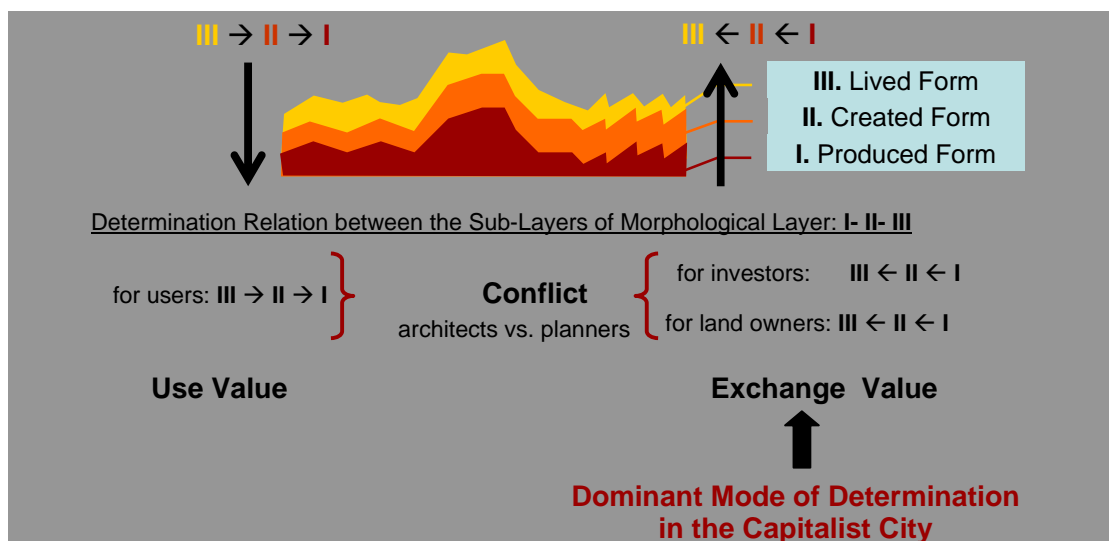 III → II → I
III ← II ← I
III. Lived Form
II. Created Form
I. Produced Form
Determination Relation between the Sub-Layers of Morphological Layer: I- II- III
for users: III → II → I
Conflict
architects vs. planners
for investors: III ← II ← I
for land owners: III ← II ← I
Use Value
Exchange Value
Dominant Mode of Determination
in the Capitalist City